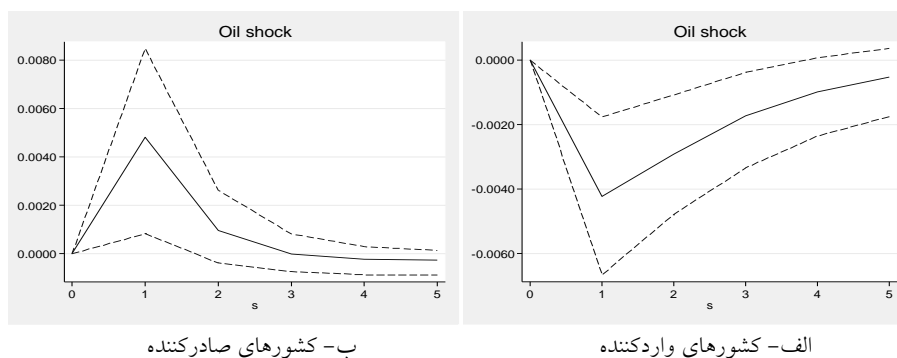 Oil shock
0.0080
0.0060
0.0040
0.0020
0.0000
0 1 2 3 4 5
s
ب- کشورهای صادرکننده
Oil shock
0.0000
-0.0020
-0.0040
-0.0060
0 1 2 3 4 5
s
الف- کشورهای واردکننده